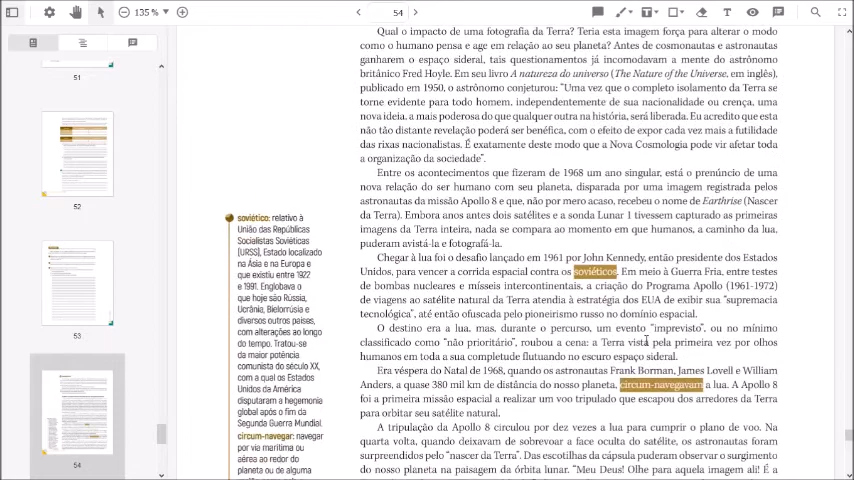 135 %
54
51
52
53
54
Qual o impacto de uma fotografia da Terra? Teria esta imagem força para alterar o modo
como o humano pensa e age em relação ao seu planeta? Antes de cosmonautas e astronautas
ganharem o espaço sideral, tais questionamentos já incomodavam a mente do astrônomo
britânico Fred Hoyle. Em seu livro A natureza do universo (The Nature of the Universe, em inglês),
publicado em 1950, o astrônomo conjeturou: “Uma vez que o completo isolamento da Terra se
torne evidente para todo homem, independentemente de sua nacionalidade ou crença, uma
nova ideia, a mais poderosa do que qualquer outra na história, será liberada. Eu acredito que esta
não tão distante revelação poderá ser benéfica, com o efeito de expor cada vez mais a futilidade
das rixas nacionalistas. É exatamente deste modo que a Nova Cosmologia pode vir afetar toda
a organização da sociedade”.
Entre os acontecimentos que fizeram de 1968 um ano singular, está o prenúncio de uma
nova relação do ser humano com seu planeta, disparada por uma imagem registrada pelos
astronautas da missão Apollo 8 e que, não por mero acaso, recebeu o nome de Earthrise (Nascer
da Terra). Embora anos antes dois satélites e a sonda Lunar 1 tivessem capturado as primeiras
imagens da Terra inteira, nada se compara ao momento em que humanos, a caminho da lua,
puderam avistá-la e fotografá-la.
Chegar à lua foi o desafio lançado em 1961 por John Kennedy, então presidente dos Estados
Unidos, para vencer a corrida espacial contra os soviéticos. Em meio à Guerra Fria, entre testes
de bombas nucleares e mísseis intercontinentais, a criação do Programa Apollo (1961-1972)
de viagens ao satélite natural da Terra atendia à estratégia dos EUA de exibir sua “supremacia
tecnológica”, até então ofuscada pelo pioneirismo russo no domínio espacial.
O destino era a lua, mas, durante o percurso, um evento “imprevisto”, ou no mínimo
classificado como “não prioritário”, roubou a cena: a Terra vista pela primeira vez por olhos
humanos em toda a sua completude flutuando no escuro espaço sideral.
Era véspera do Natal de 1968, quando os astronautas Frank Borman, James Lovell e William
Anders, a quase 380 mil km de distância do nosso planeta, circum-navegavam a lua. A Apollo 8
foi a primeira missão espacial a realizar um voo tripulado que escapou dos arredores da Terra
para orbitar seu satélite natural.
A tripulação da Apollo 8 circulou por dez vezes a lua para cumprir o plano de voo. Na
quarta volta, quando deixavam de sobrevoar a face oculta do satélite, os astronautas foram
surpreendidos pelo “nascer da Terra”. Das escotilhas da cápsula puderam observar o surgimento
do nosso planeta na paisagem da órbita lunar. “Meu Deus! Olhe para aquela imagem ali! É a
soviético: relativo à
União das Repúblicas
Socialistas Soviéticas
(URSS), Estado localizado
na Ásia e na Europa e
que existiu entre 1922
e 1991. Englobava o
que hoje são Rússia,
Ucrânia, Bielorrúsia e
diversos outros países,
com alterações ao longo
do tempo. Tratou-se
da maior potência
comunista do século XX,
com a qual os Estados
Unidos da América
disputaram a hegemonia
global após o fim da
Segunda Guerra Mundial.
circum-navegar: navegar
por via marítima ou
aérea ao redor do
planeta ou de alguma